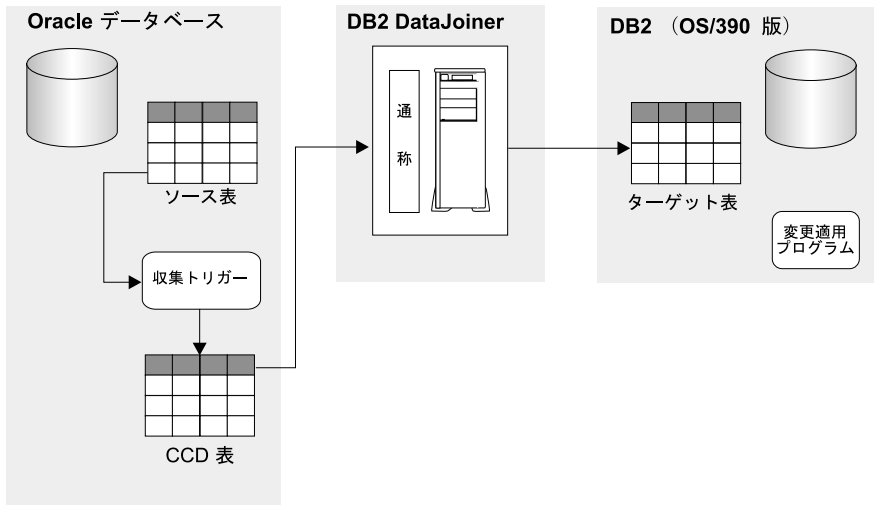 Oracle データベース
ソース表
収集トリガー
CCD 表
DB2 DataJoiner
通
称
DB2 （OS/390 版）
ターゲット表
変更適用
プログラム